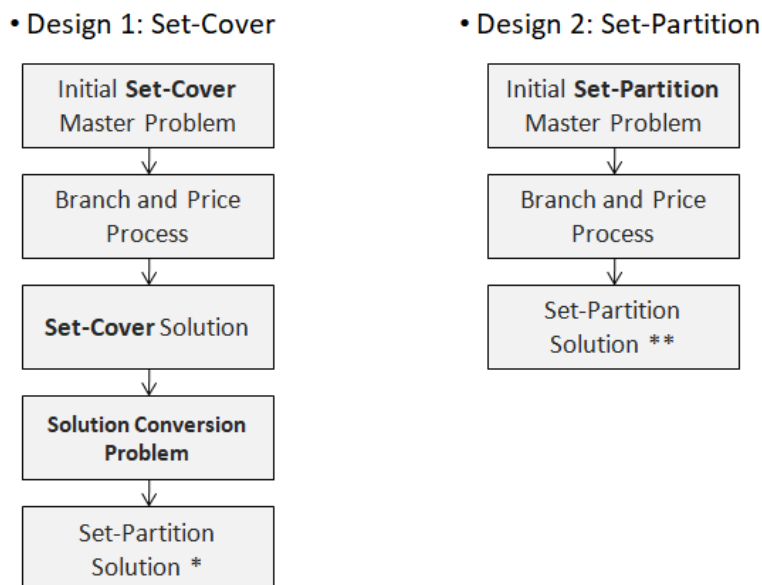 • Design 1: Set-Cover
Initial Set-Cover
Master Problem
Branch and Price
Process
Set-Cover Solution
Solution Conversion
Problem
Set-Partition
Solution *
• Design 2: Set-Partition
Initial Set-Partition
Master Problem
Branch and Price
Process
Set-Partition
Solution **